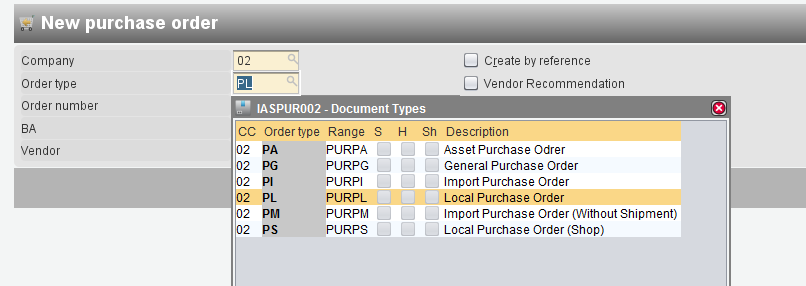 New purchase order
Company 02 Create by reference
Order type PL Vendor Recommendation
Order number
BA
Vendor
IASPUR002 - Document Types
CC Order type Range S H Sh Description
02 PA PURPA Asset Purchase Odrer
02 PG PURPG General Purchase Order
02 PI PURPI Import Purchase Order
02 PL PURPL Local Purchase Order
02 PM PURPM Import Purchase Order (Without Shipment)
02 PS PURPS Local Purchase Order (Shop)